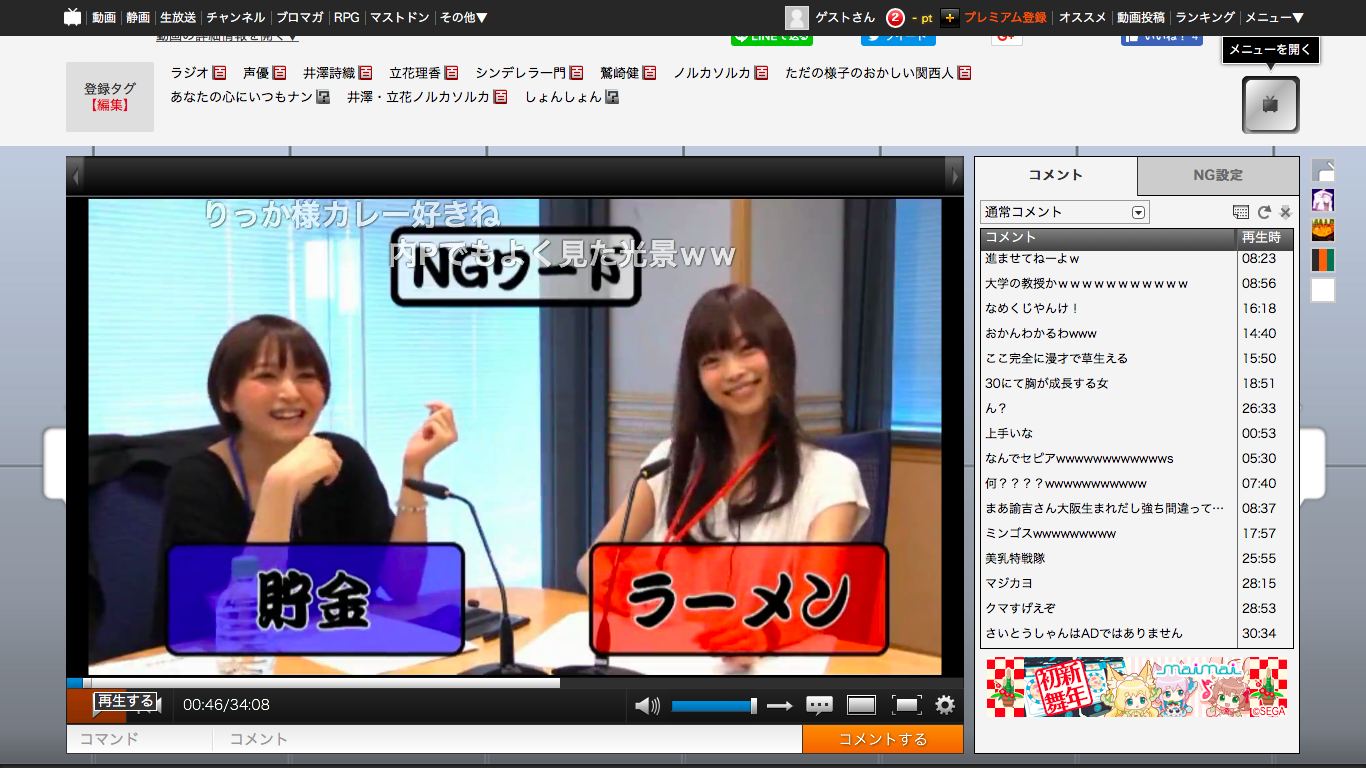 動画 静画 生放送 チャンネル ブロマガ RPG マストドン その他▼ ゲストさん 2 - pt + プレミアム登録 オススメ 動画投稿 ランキング メニュー▼
動画の詳細情報を開く▼ LINEで送る ツイート G+ いいね！ 4 メニューを開く
登録タグ
【編集】
ラジオ 声優 井澤詩織 立花理香 シンデレラ一門 鷲崎健 ノルカソルカ ただの様子のおかしい関西人
あなたの心にいつもナン 井澤・立花ノルカソルカ しょんしょん
りっか様カレー好きね
内Pでもよく見た光景ｗｗ
NGワード
貯金
ラーメン
再生する
00:46/34:08
コマンド コメント コメントする
コメント NG設定
通常コメント
コメント 再生時
進ませてねーよｗ 08:23
大学の教授かｗｗｗｗｗｗｗｗｗｗｗ 08:56
なめくじやんけ！ 16:18
おかんわかるわwww 14:40
ここ完全に漫才で草生える 15:50
30にて胸が成長する女 18:51
ん？ 26:33
上手いな 00:53
なんでセピアwwwwwwwwwwwws 05:30
何？？？？wwwwwwwwwww 07:40
まあ諭吉さん大阪生まれだし強ち間違って… 08:37
ミンゴスwwwwwwwww 17:57
美乳特戦隊 25:55
マジカヨ 28:15
クマすげえぞ 28:53
さいとうしゃんはADではありません 30:34
新年
初舞
maimai
©SEGA